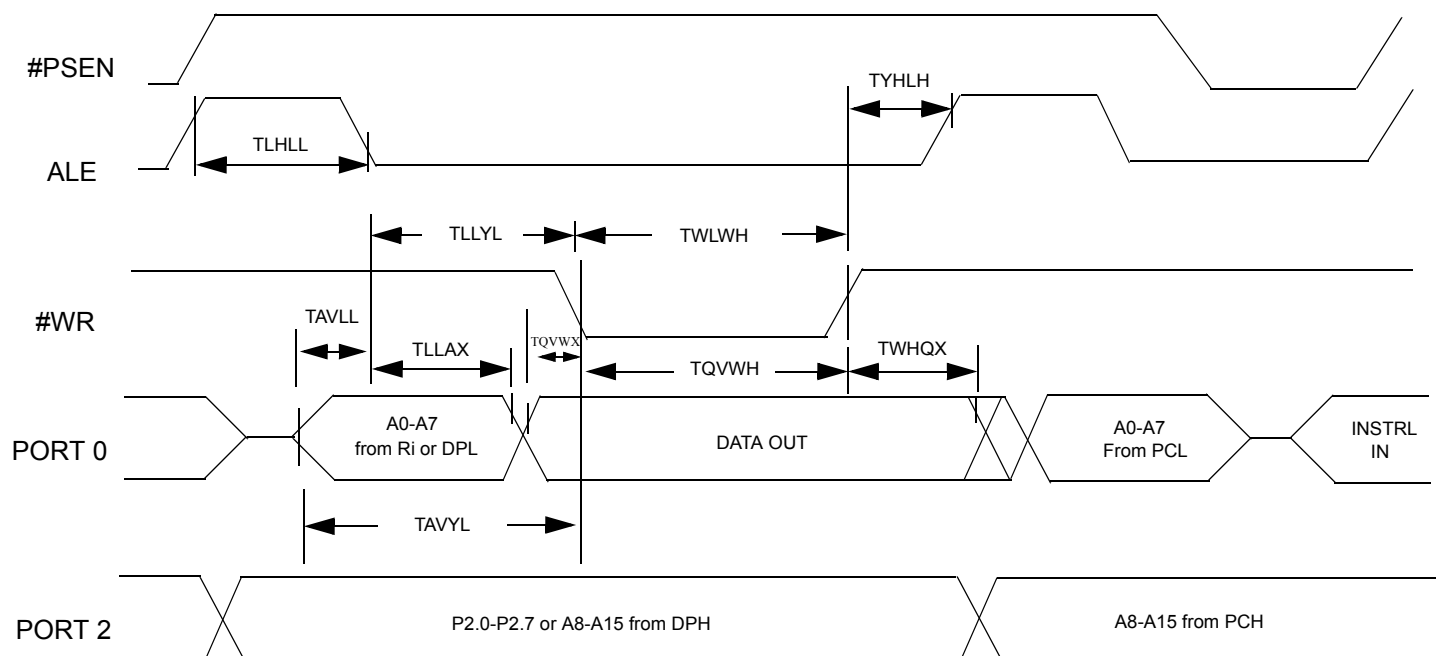 #PSEN
TYHLH
TLHLL
ALE
TLLYL
TWLWH
#WR
TAVLL
TLLAX
TQVWX
TQVWH
TWHQX
PORT 0
A0-A7
from Ri or DPL
DATA OUT
A0-A7
From PCL
INSTRL
IN
TAVYL
PORT 2
P2.0-P2.7 or A8-A15 from DPH
A8-A15 from PCH